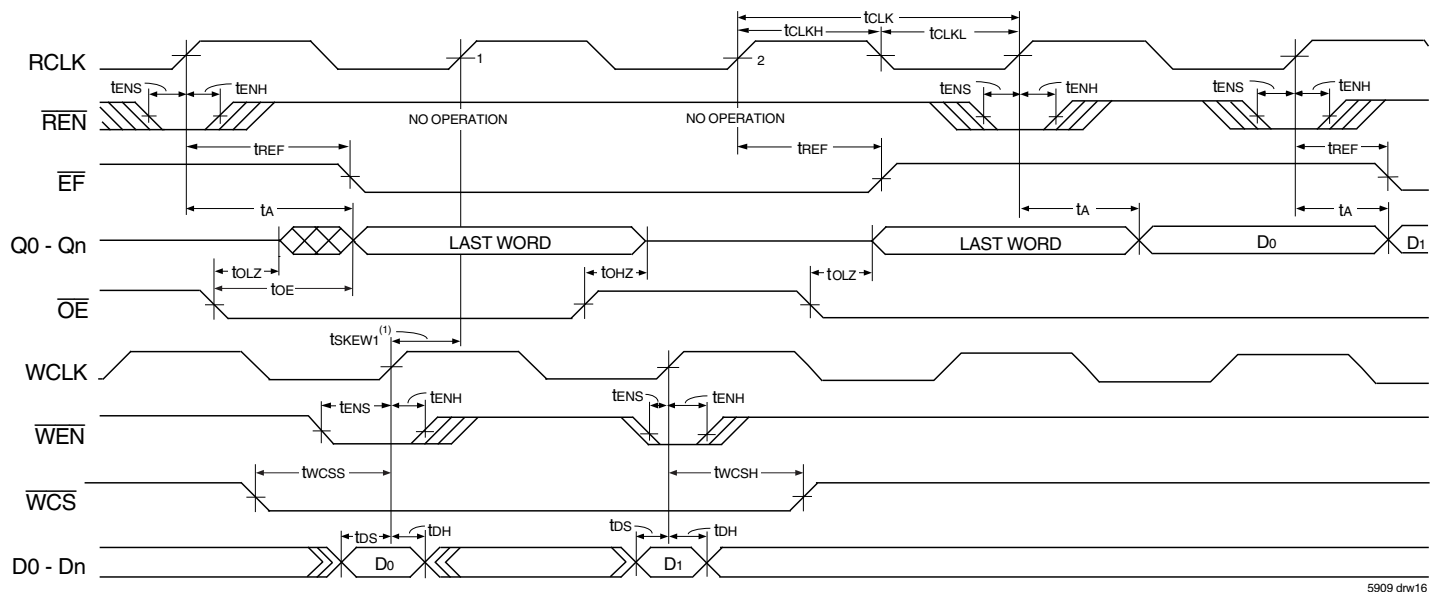 tCLK
tCLKH tCLKL
RCLK 1 2
tENS tENH tENS tENH tENS tENH
REN NO OPERATION NO OPERATION
tREF tREF tREF
EF
tA tA tA
Q0 - Qn LAST WORD LAST WORD D0 D1
tOLZ tOHZ tOLZ
tOE
OE
tSKEW1(1)
WCLK
tENS tENH tENS tENH
WEN
tWCSS tWCSH
WCS
tDS tDH tDS tDH
D0 - Dn D0 D1
5909 drw16